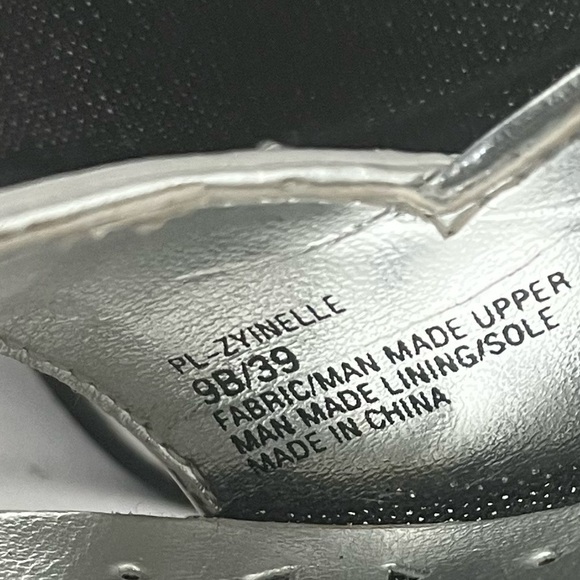 PL-ZYINELLE
9B/39
FABRIC/MAN MADE UPPER
MAN MADE LINING/SOLE
MADE IN CHINA